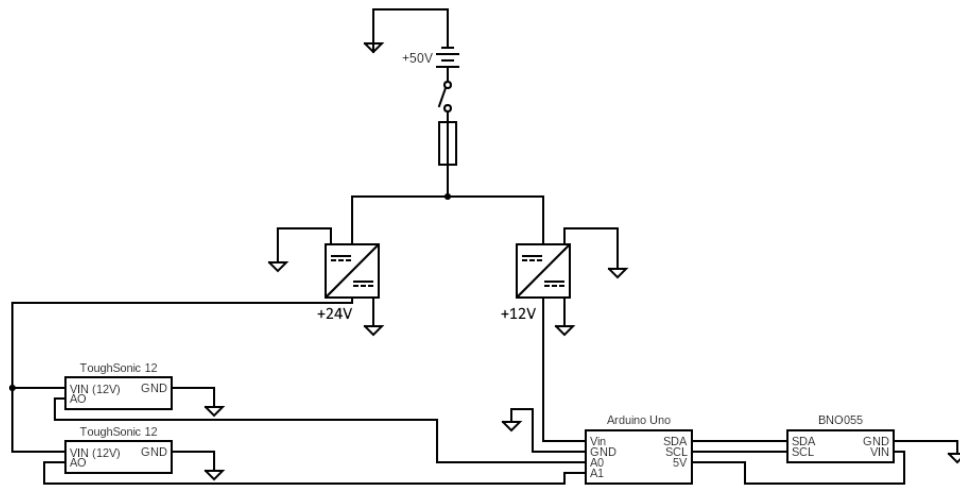 +50V
+24V
+12V
ToughSonic 12
VIN (12V) GND
AO
ToughSonic 12
VIN (12V) GND
AO
Arduino Uno
Vin SDA
GND SCL
A0 5V
A1
BNO055
SDA GND
SCL VIN